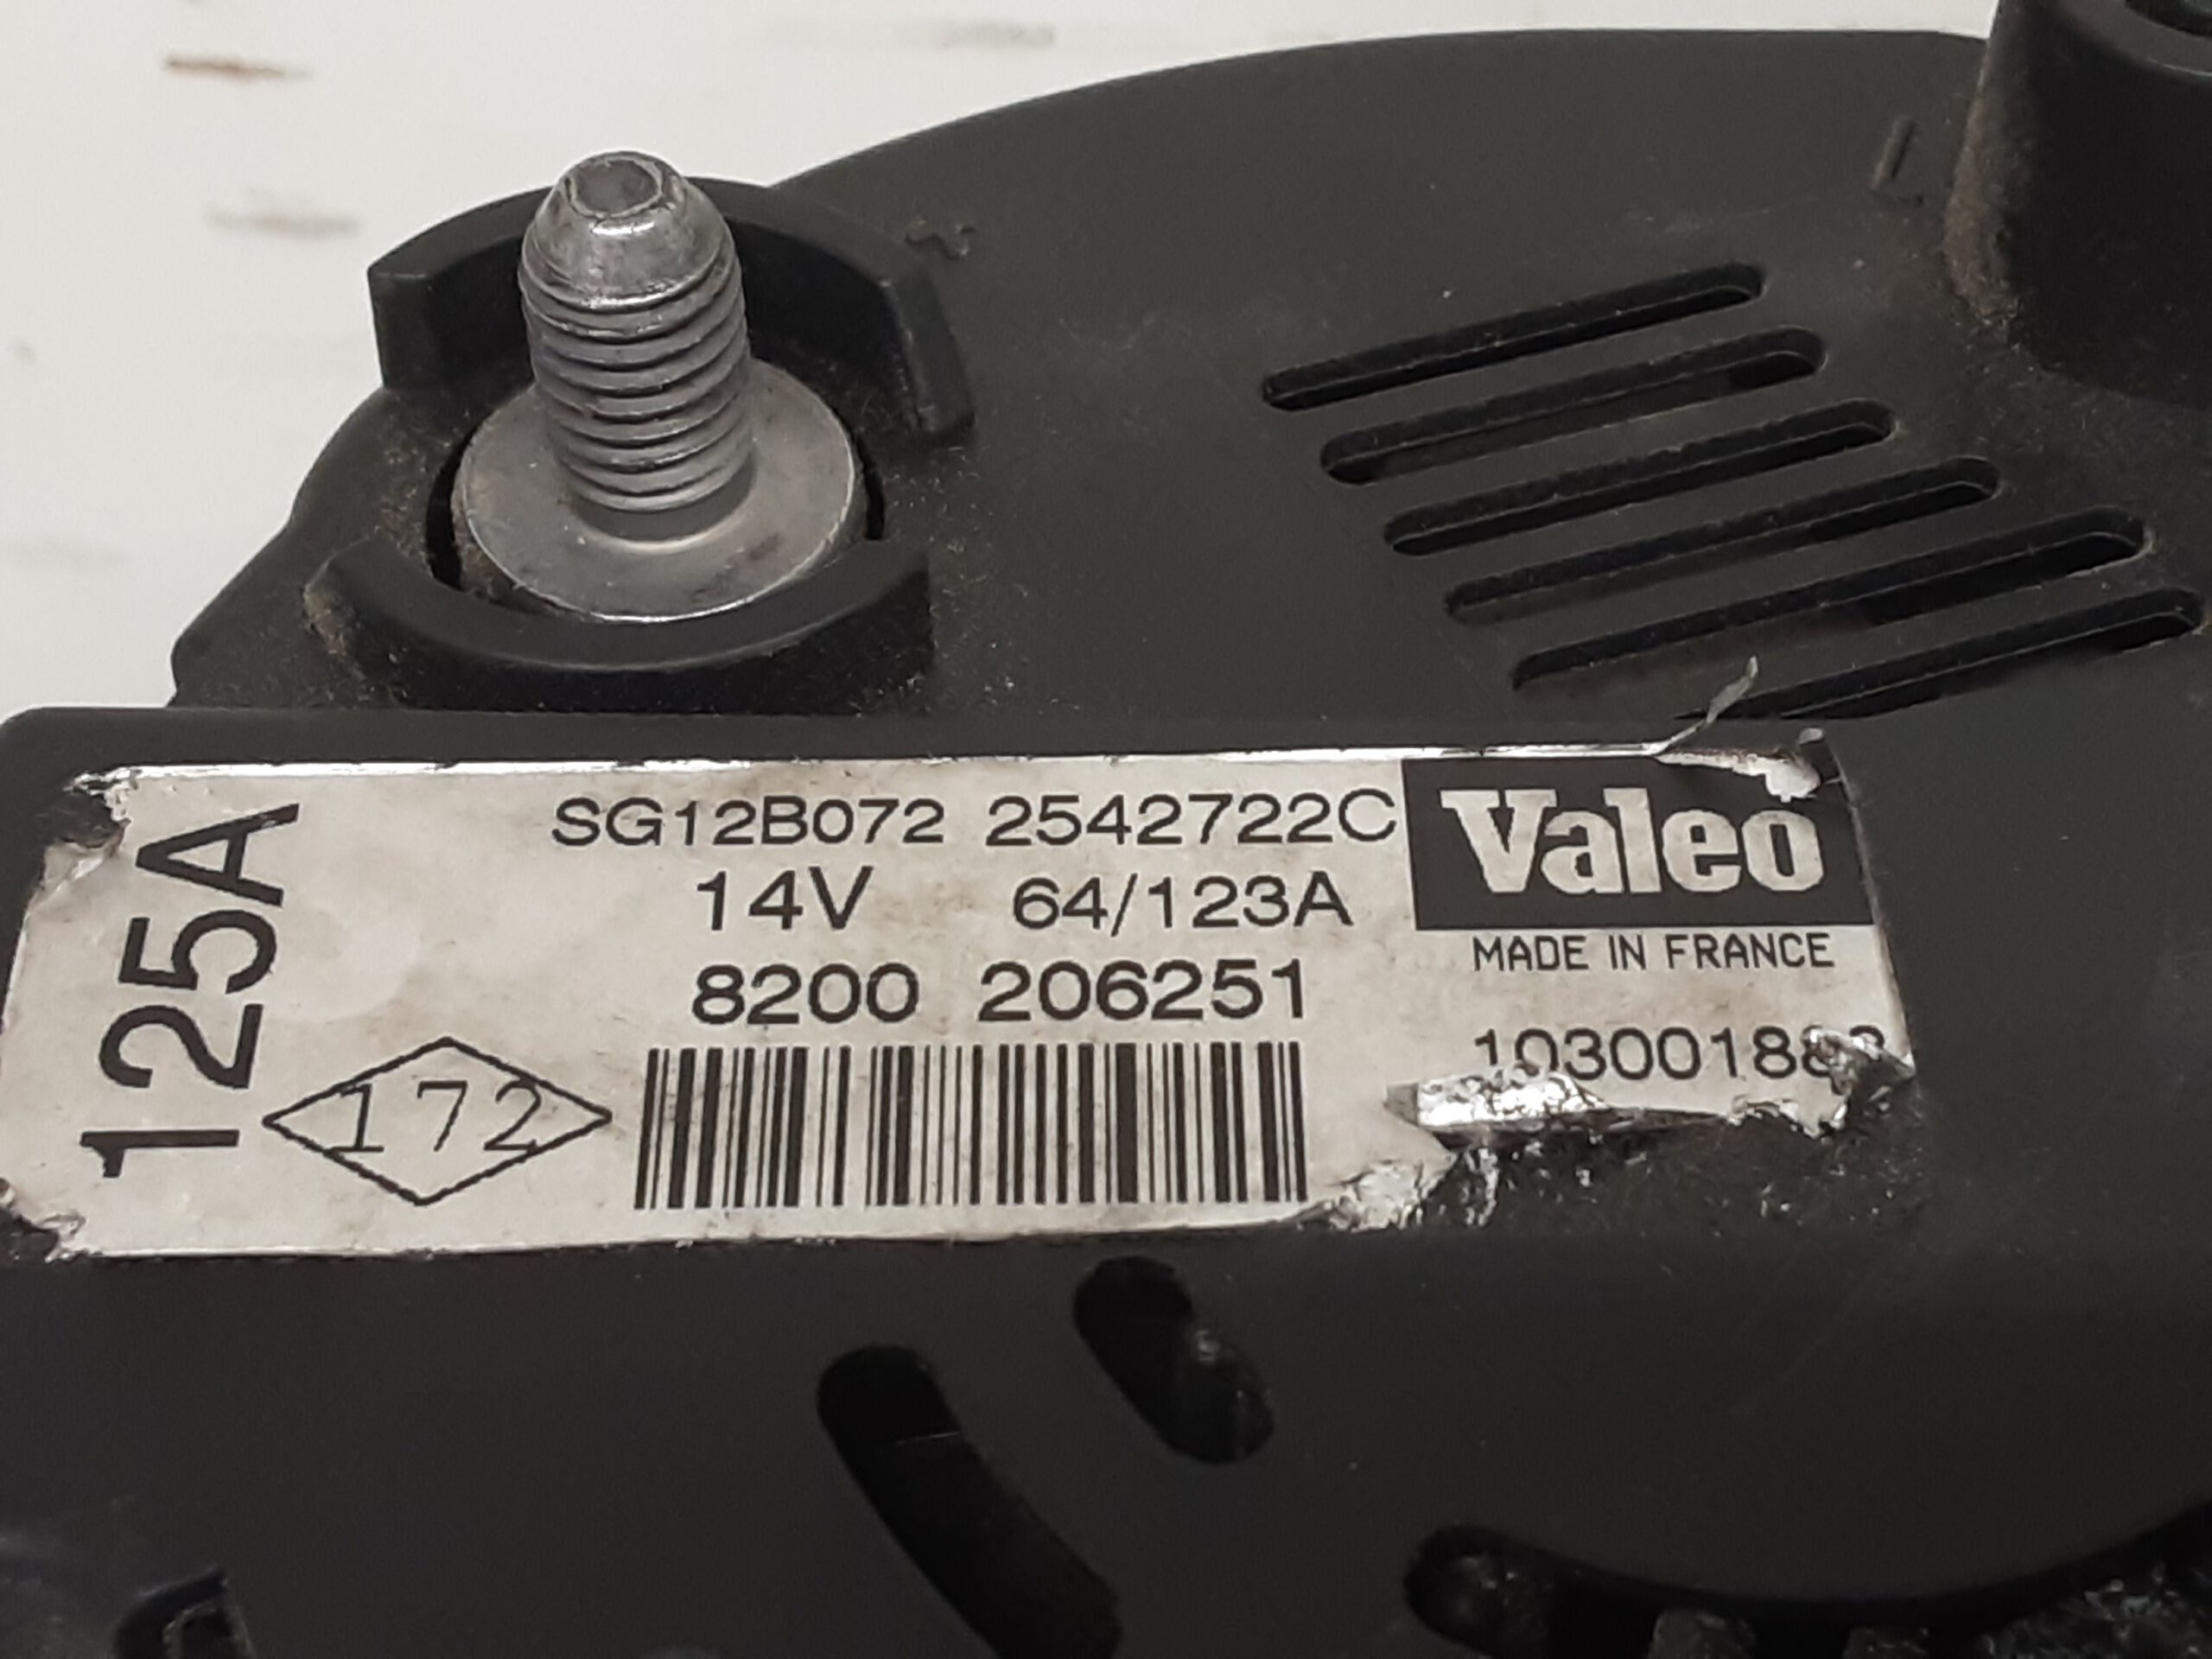 125A
SG12B072 2542722C
14V 64/123A
8200 206251
172
Valeo
MADE IN FRANCE